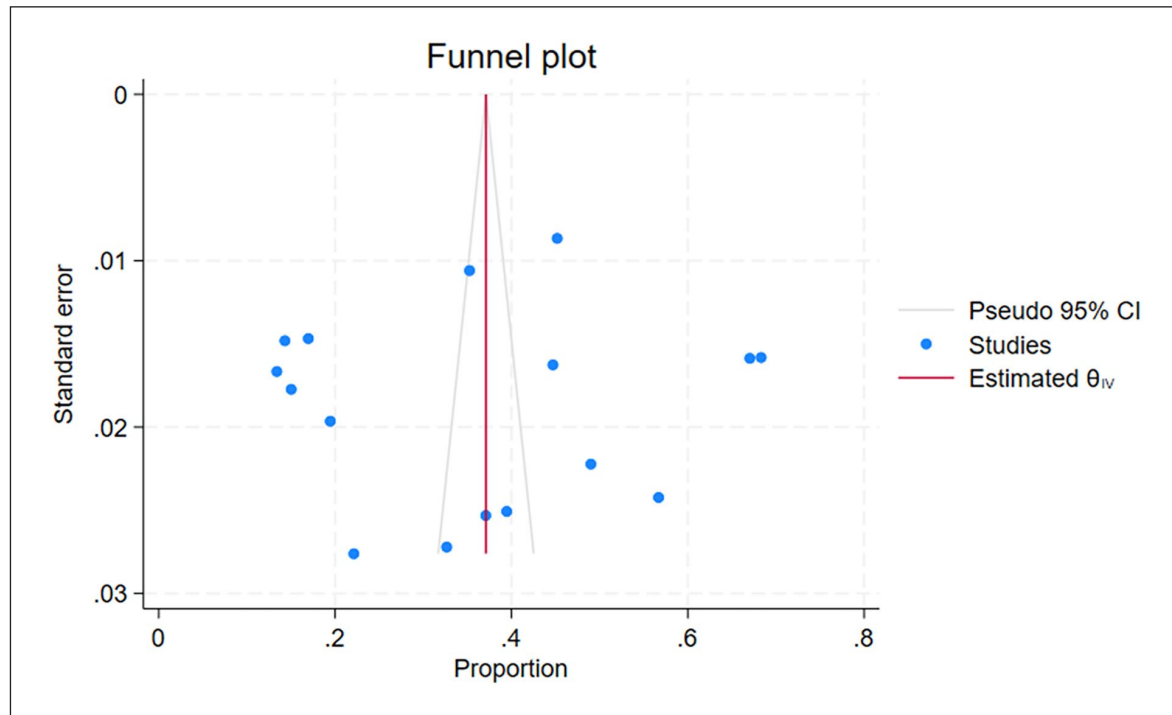 Funnel plot
0
.01
.02
.03
Standard error
0 .2 .4 .6 .8
Proportion
Pseudo 95% CI
Studies
Estimated θIV